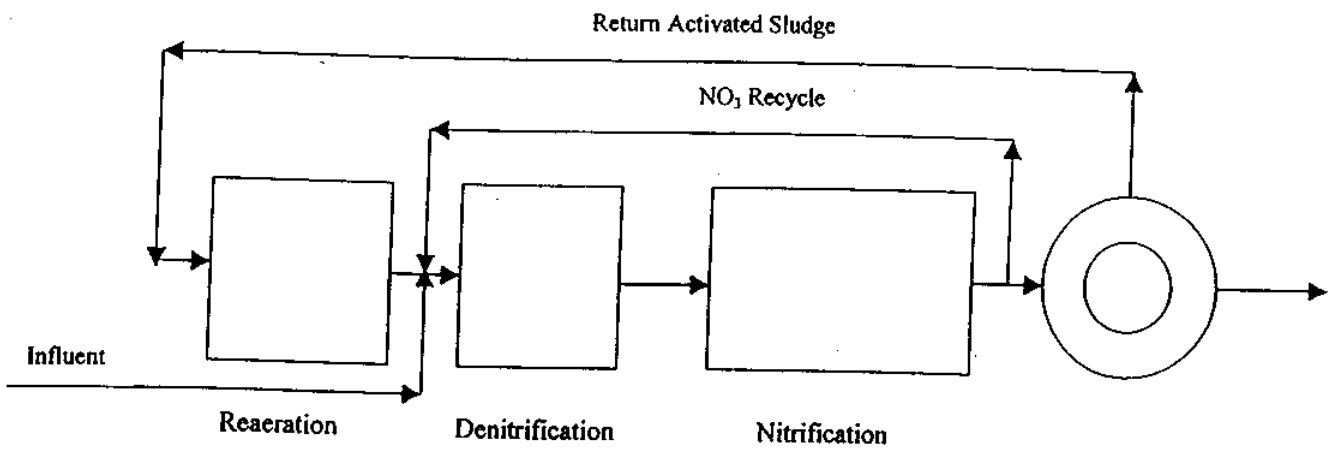 Return Activated Sludge
NO₃ Recycle
Influent
Reaeration
Denitrification
Nitrification